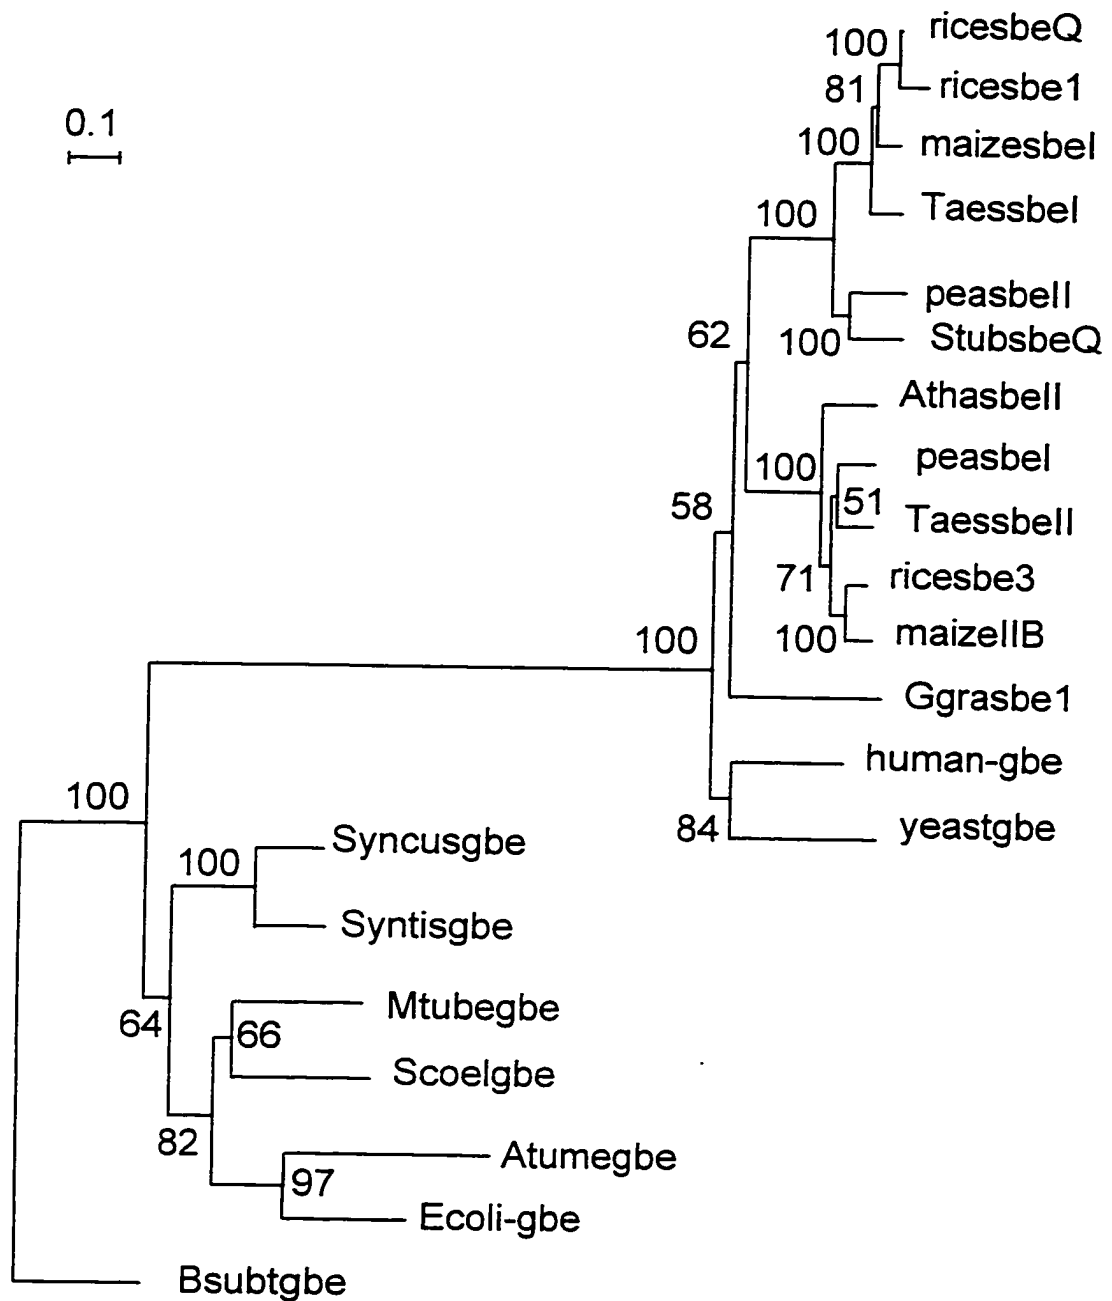 ricesbeQ
100
0.1
81
ricesbe1
100
maizesbeI
100
TaessbeI
peasbeII
62
100
StubsbeQ
AthasbeII
100
peasbeI
58
51
TaessbeII
71
ricesbe3
100
100
maizeIIB
Ggrasbe1
human-gbe
100
84
yeastgbe
100
Syncusgbe
Syntisgbe
Mtubegbe
64
66
Scoelgbe
82
Atumegbe
97
Ecoli-gbe
Bsubtgbe